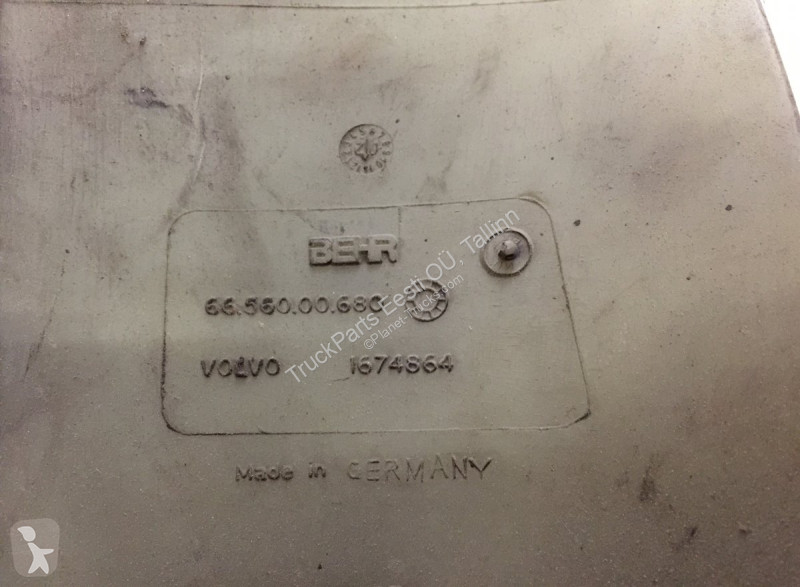 BEHR
66.560.00.680
VOLVO 1674864
Made in GERMANY
TruckParts Eesti OÜ, Tallinn
©Planet-Trucks.com